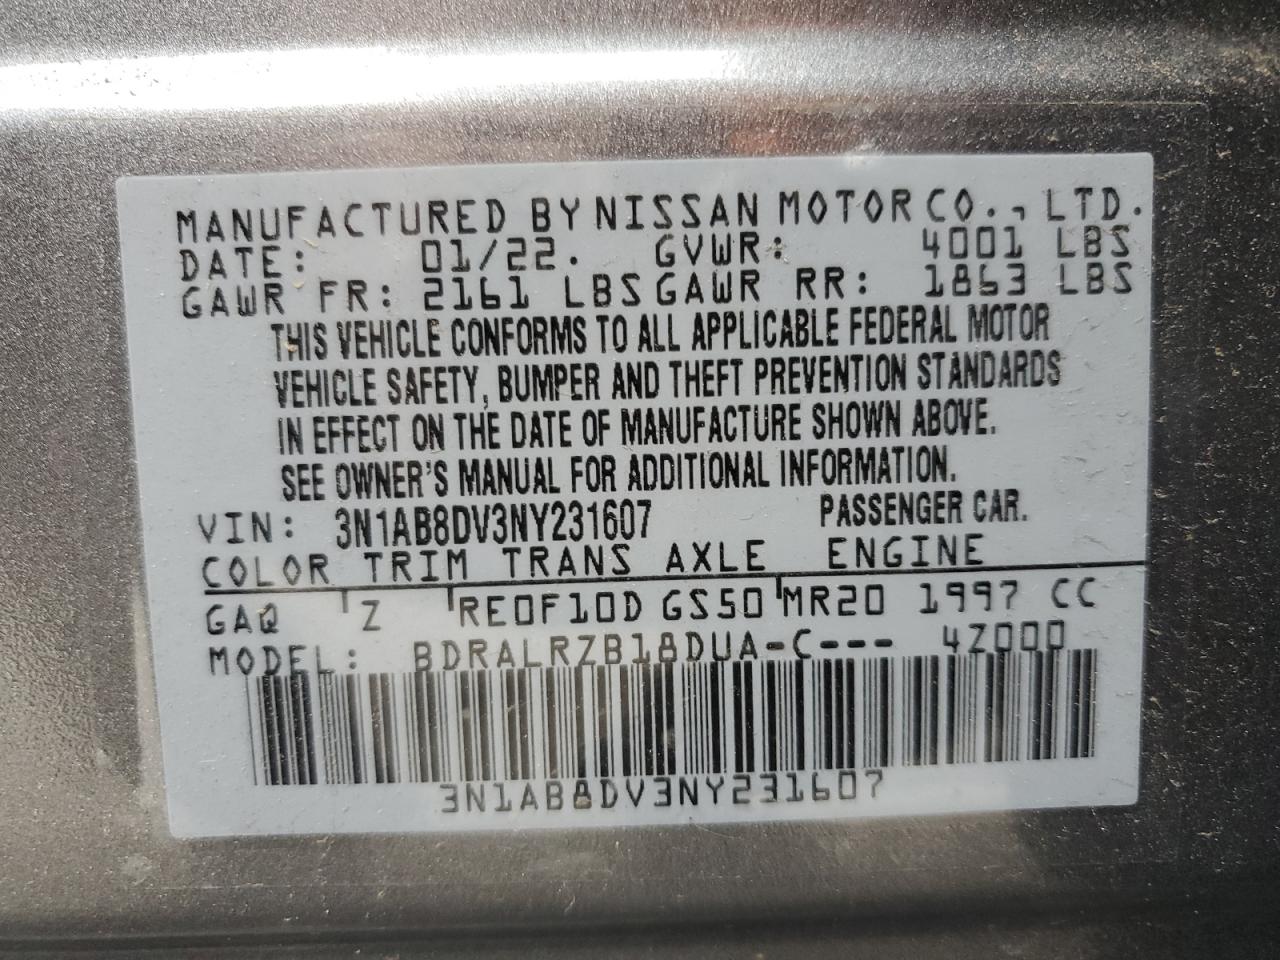 MANUFACTURED BY NISSAN MOTOR CO., LTD.
DATE: 01/22. GVWR: 4001 LBS
GAWR FR: 2161 LBS GAWR RR: 1863 LBS
THIS VEHICLE CONFORMS TO ALL APPLICABLE FEDERAL MOTOR
VEHICLE SAFETY, BUMPER AND THEFT PREVENTION STANDARDS
IN EFFECT ON THE DATE OF MANUFACTURE SHOWN ABOVE.
SEE OWNER'S MANUAL FOR ADDITIONAL INFORMATION.
VIN: 3N1AB8DV3NY231607 PASSENGER CAR.
COLOR TRIM TRANS AXLE ENGINE
GAQ Z RE0F10D GS50 MR20 1997 CC
MODEL: BDRALRZB18DUA-C--- 4Z000
3N1AB8DV3NY231607